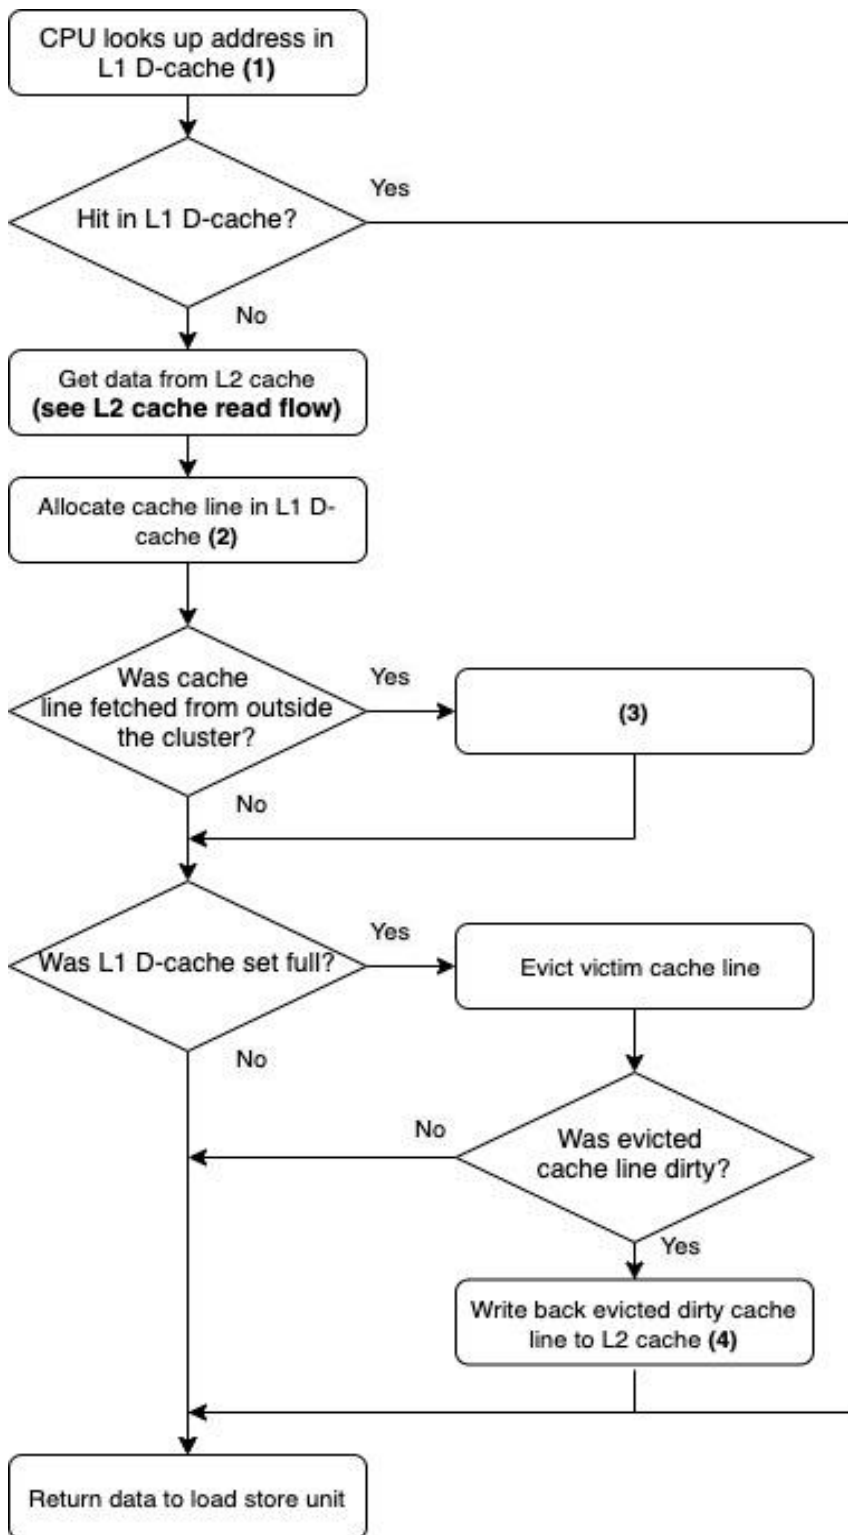 CPU looks up address in
L1 D-cache (1)
Yes
Hit in L1 D-cache?
No
Get data from L2 cache
(see L2 cache read flow)
Allocate cache line in L1 D-
cache (2)
Was cache
line fetched from outside
the cluster?
Yes
(3)
No
Was L1 D-cache set full?
Yes
Evict victim cache line
No
No
Was evicted
cache line dirty?
Yes
Write back evicted dirty cache
line to L2 cache (4)
Return data to load store unit